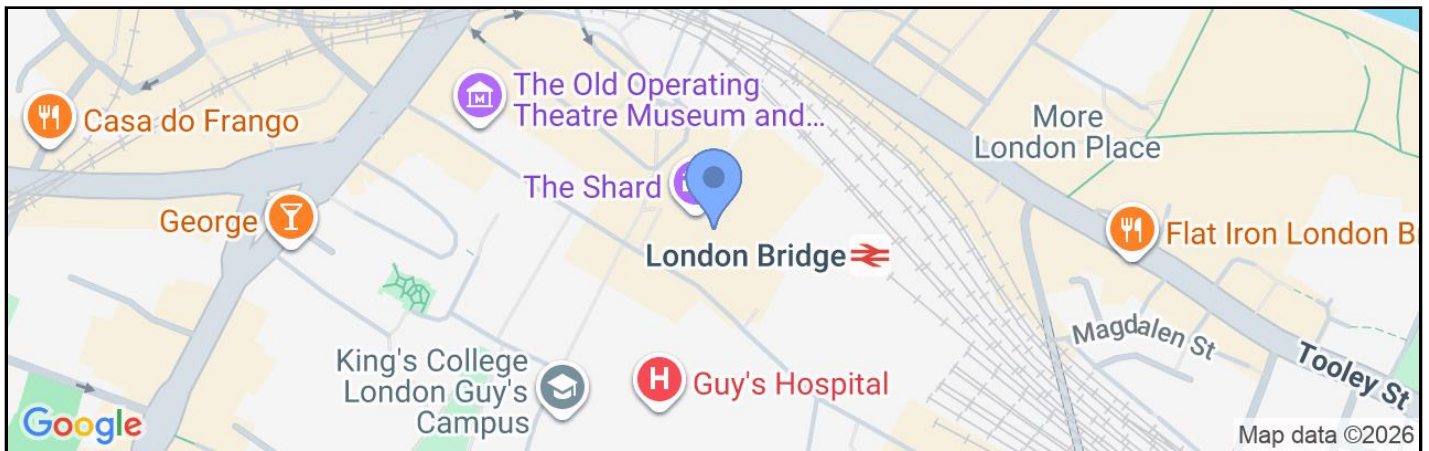 The Old Operating
Theatre Museum and...
Casa do Frango
More
London Place
The Shard
George
Flat Iron London B
London Bridge
Magdalen St
King's College
London Guy's
Campus
H
Guy's Hospital
Tooley St
Google
Map data ©2026
M